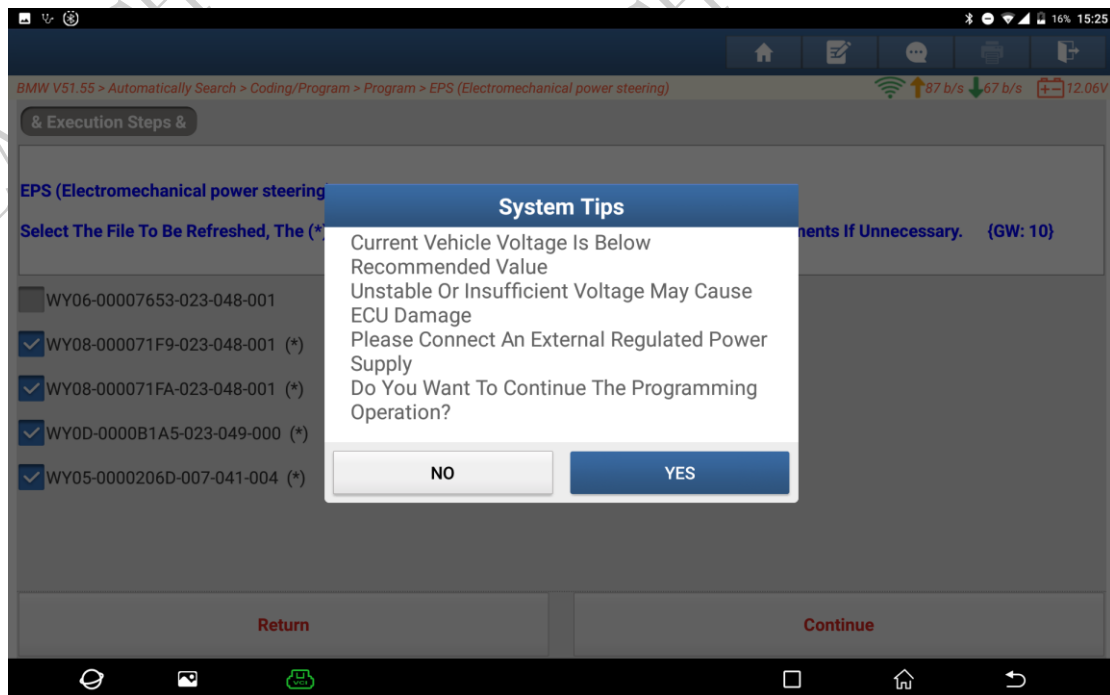 16% 15:25
BMW V51.55 > Automatically Search > Coding/Program > Program > EPS (Electromechanical power steering)
87 b/s 67 b/s 12.06V
& Execution Steps &
EPS (Electromechanical power steering
Select The File To Be Refreshed, The (*
nents If Unnecessary. {GW: 10}
System Tips
Current Vehicle Voltage Is Below
Recommended Value
Unstable Or Insufficient Voltage May Cause
ECU Damage
Please Connect An External Regulated Power
Supply
Do You Want To Continue The Programming
Operation?
NO
YES
WY06-00007653-023-048-001
WY08-000071F9-023-048-001 (*)
WY08-000071FA-023-048-001 (*)
WY0D-0000B1A5-023-049-000 (*)
WY05-0000206D-007-041-004 (*)
Return
Continue
VCI